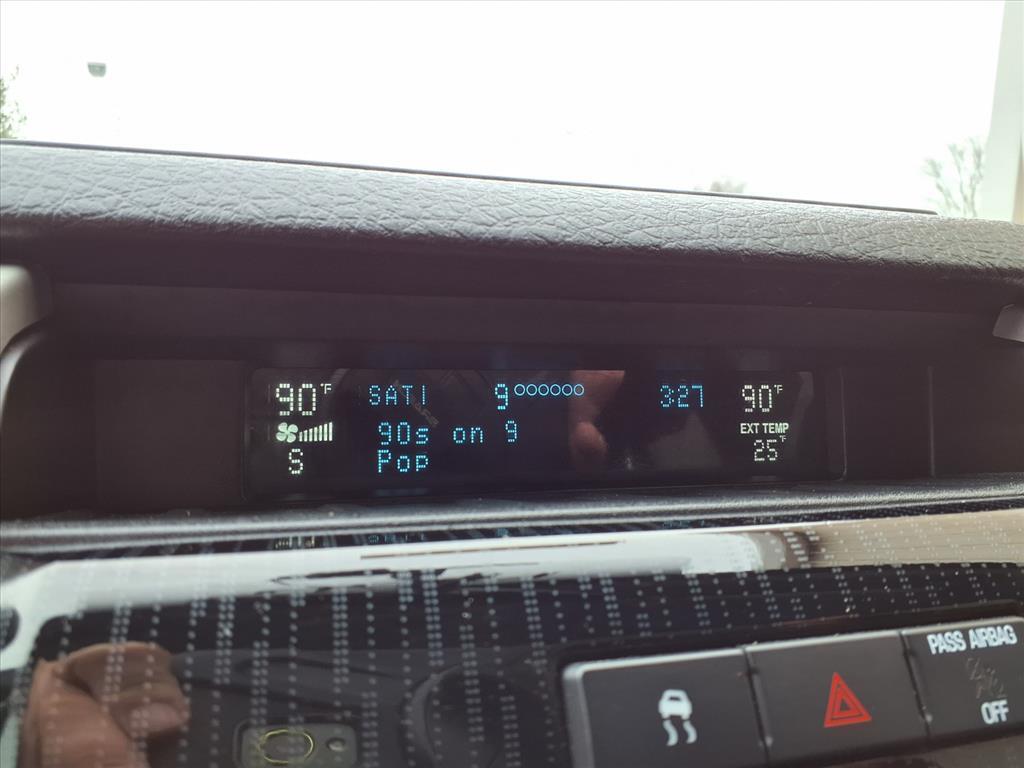 90°F SAT1 9 3:27 90°F
90s on 9 EXT TEMP
S Pop 25°F
PASS AIRBAG
OFF